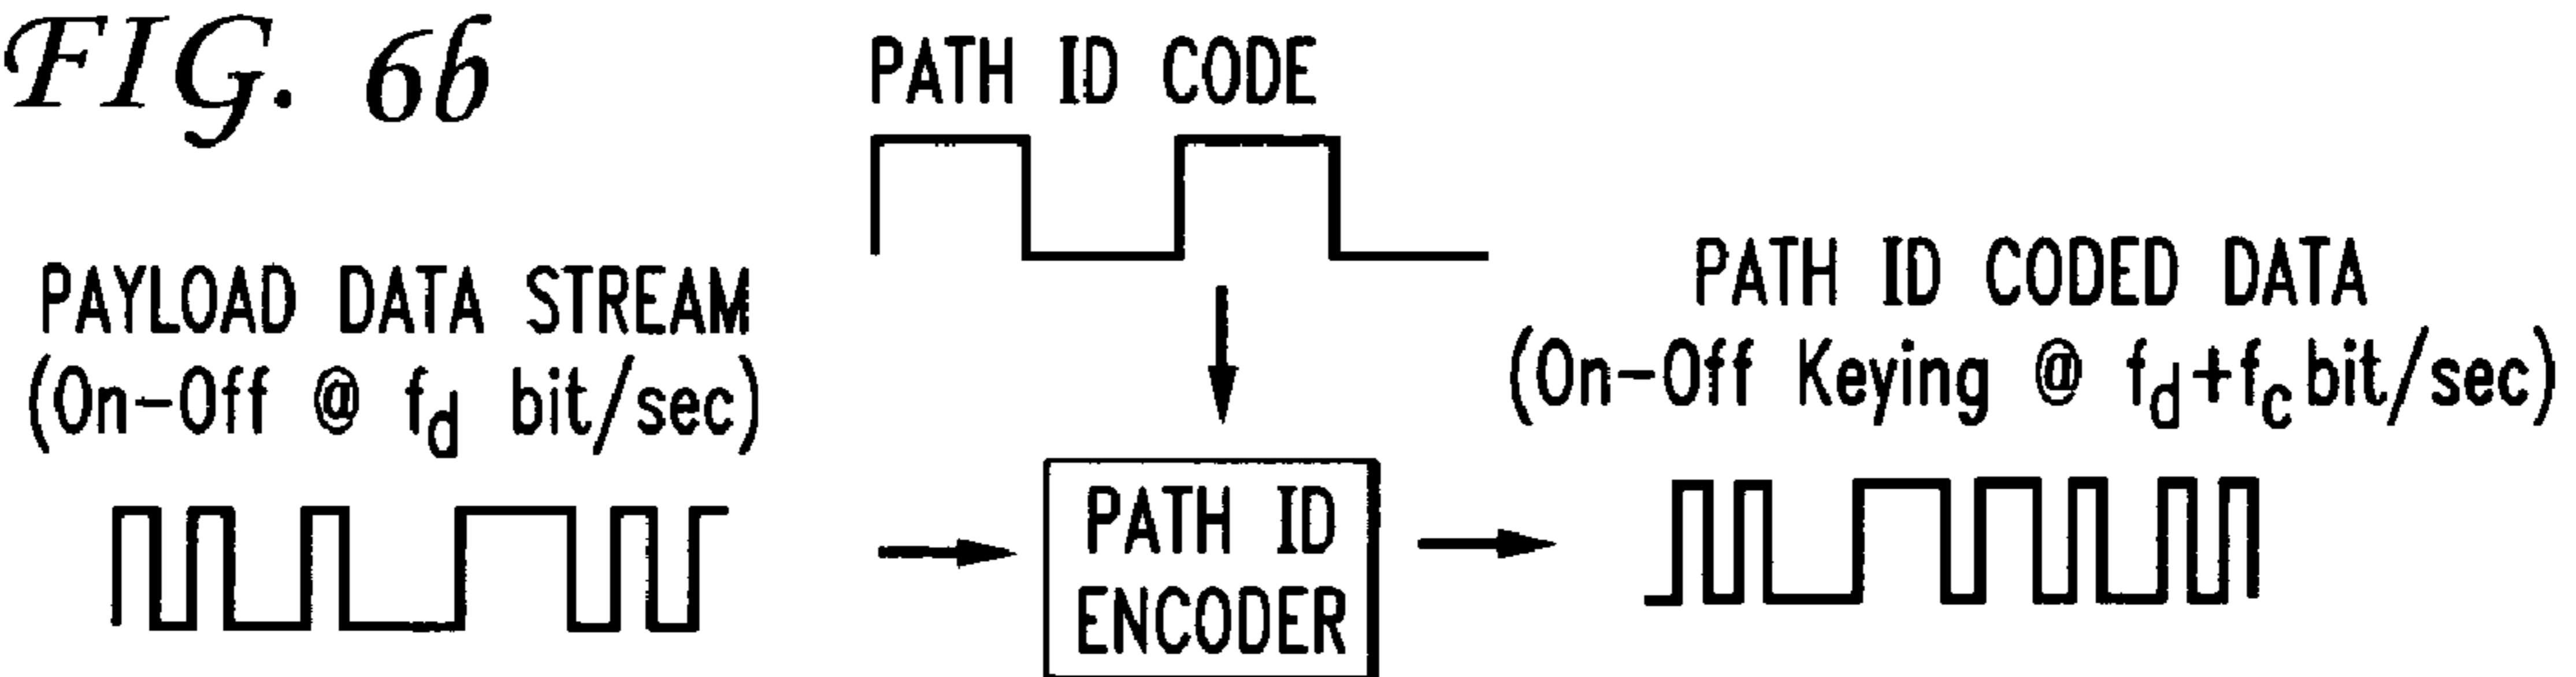 FIG. 6b
PATH ID CODE
PAYLOAD DATA STREAM
(On-Off @ fd bit/sec)
PATH ID
ENCODER
PATH ID CODED DATA
(On-Off Keying @ fd+fc bit/sec)